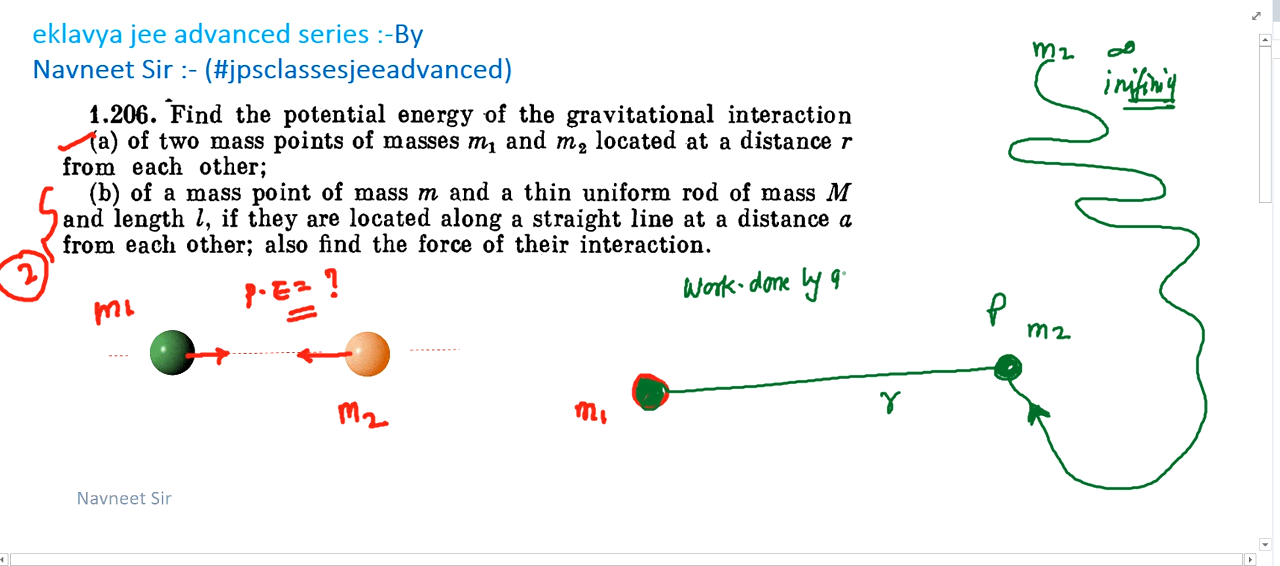 eklavya jee advanced series :-By
Navneet Sir :- (#jpsclassesjeeadvanced)
1.206. Find the potential energy of the gravitational interaction
(a) of two mass points of masses m₁ and m₂ located at a distance r
from each other;
(b) of a mass point of mass m and a thin uniform rod of mass M
and length l, if they are located along a straight line at a distance a
from each other; also find the force of their interaction.
2
m₂ ∞
P.E = ?
m₁
m₂
Work-done by g
P
m₂
m₁
r
Navneet Sir